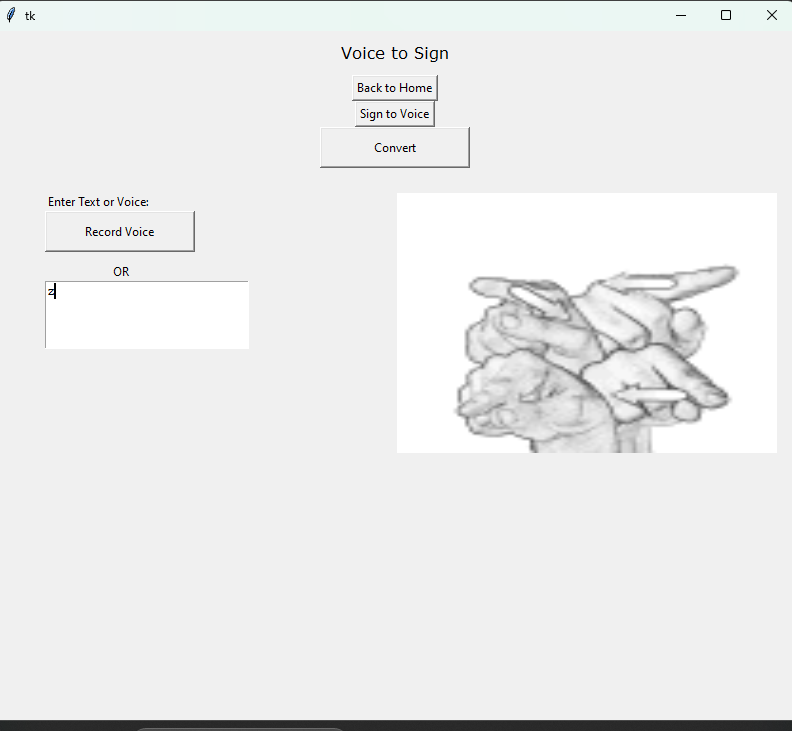 tk
Voice to Sign
Back to Home
Sign to Voice
Convert
Enter Text or Voice:
Record Voice
OR
z